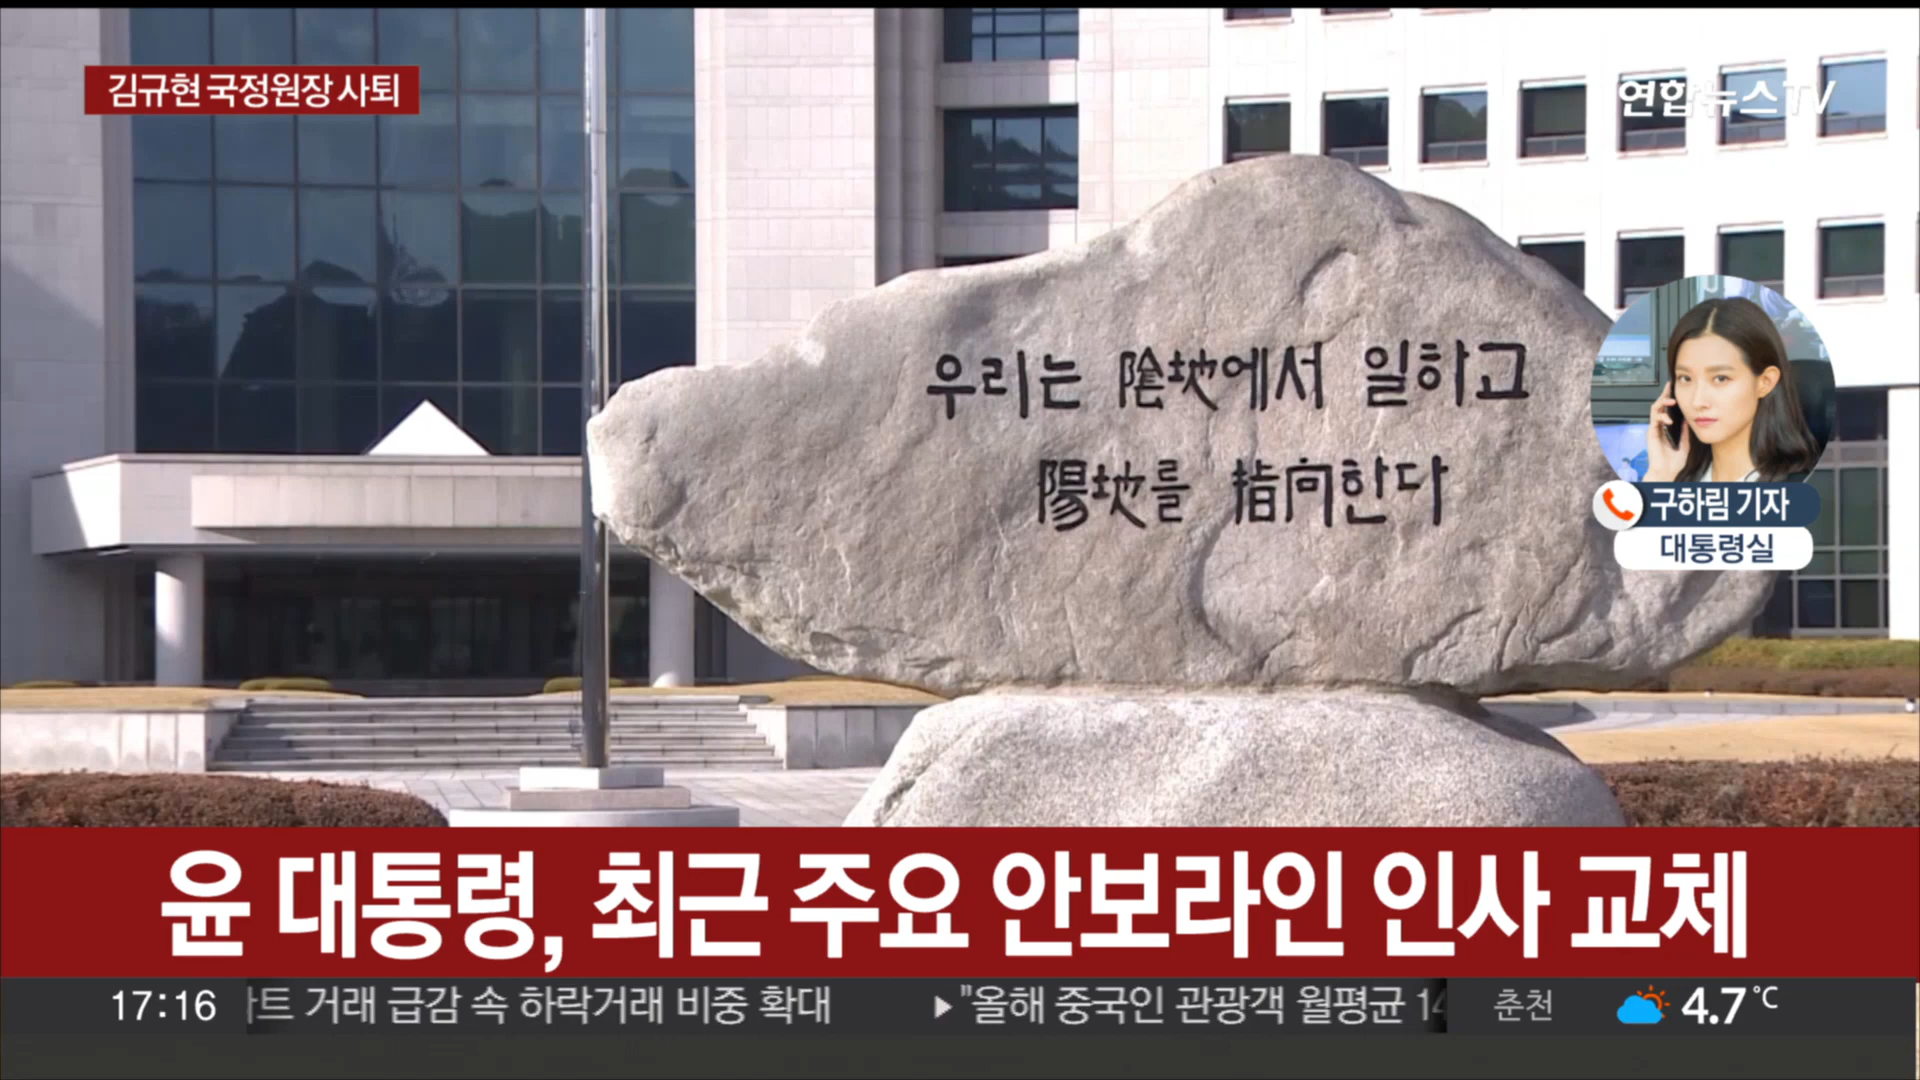 김규현 국정원장 사퇴
연합뉴스TV
우리는 陰地에서 일하고
陽地를 指向한다
구하림 기자
대통령실
윤 대통령, 최근 주요 안보라인 인사 교체
17:16 거래 급감 속 하락거래 비중 확대 ▶"올해 중국인 관광객 월평균 춘천 4.7℃